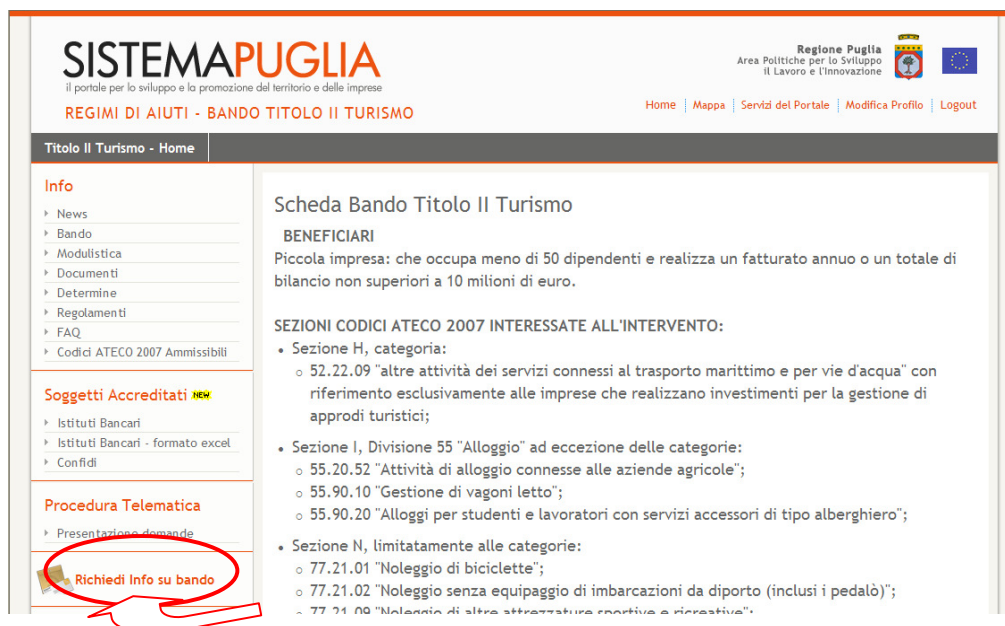 SISTEMAPUGLIA
il portale per lo sviluppo e la promozione del territorio e delle imprese
REGIMI DI AIUTI - BANDO TITOLO II TURISMO
Regione Puglia
Area Politiche per lo Sviluppo
il Lavoro e l'Innovazione
Home | Mappa | Servizi del Portale | Modifica Profilo | Logout
Titolo II Turismo - Home
Info
News
Bando
Modulistica
Documenti
Determine
Regolamenti
FAQ
Codici ATECO 2007 Ammissibili
Soggetti Accreditati NEW
Istituti Bancari
Istituti Bancari - formato excel
Confidi
Procedura Telematica
Presentazione domande
Richiedi Info su bando
Scheda Bando Titolo II Turismo
BENEFICIARI
Piccola impresa: che occupa meno di 50 dipendenti e realizza un fatturato annuo o un totale di
bilancio non superiori a 10 milioni di euro.
SEZIONI CODICI ATECO 2007 INTERESSATE ALL'INTERVENTO:
• Sezione H, categoria:
○ 52.22.09 "altre attività dei servizi connessi al trasporto marittimo e per vie d'acqua" con
riferimento esclusivamente alle imprese che realizzano investimenti per la gestione di
approdi turistici;
• Sezione I, Divisione 55 "Alloggio" ad eccezione delle categorie:
○ 55.20.52 "Attività di alloggio connesse alle aziende agricole";
○ 55.90.10 "Gestione di vagoni letto";
○ 55.90.20 "Alloggi per studenti e lavoratori con servizi accessori di tipo alberghiero";
• Sezione N, limitatamente alle categorie:
○ 77.21.01 "Noleggio di biciclette";
○ 77.21.02 "Noleggio senza equipaggio di imbarcazioni da diporto (inclusi i pedalò)";
○ 77.21.09 "Noleggio di altre attrezzature sportive e ricreative";